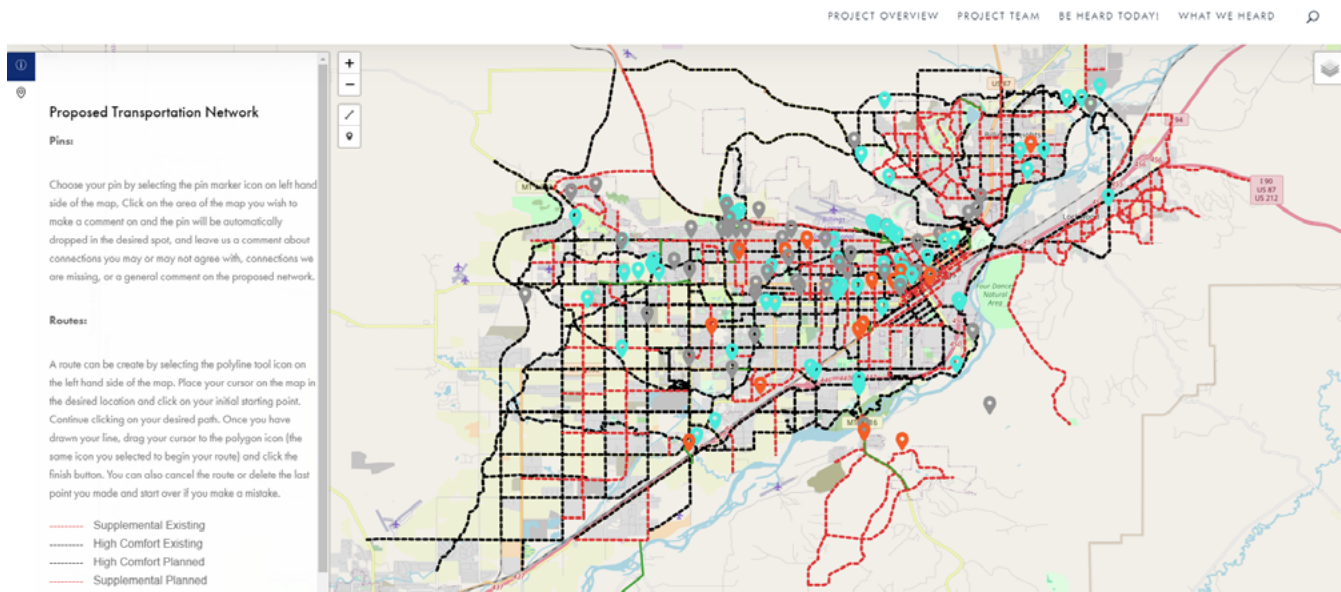 PROJECT OVERVIEW PROJECT TEAM BE HEARD TODAY! WHAT WE HEARD
Proposed Transportation Network
Pins:
Choose your pin by selecting the pin marker icon on left hand
side of the map, Click on the area of the map you wish to
make a comment on and the pin will be automatically
dropped in the desired spot, and leave us a comment about
connections you may or may not agree with, connections we
are missing, or a general comment on the proposed network.
Routes:
A route can be create by selecting the polyline tool icon on
the left hand side of the map. Place your cursor on the map in
the desired location and click on your initial starting point.
Continue clicking on your desired path. Once you have
drawn your line, drag your cursor to the polygon icon (the
same icon you selected to begin your route) and click the
finish button. You can also cancel the route or delete the last
point you made and start over if you make a mistake.
Supplemental Existing
High Comfort Existing
High Comfort Planned
Supplemental Planned
+
−
US 87
94
I 90
US 87
US 212
Billings
Four Dances
Natural
Area